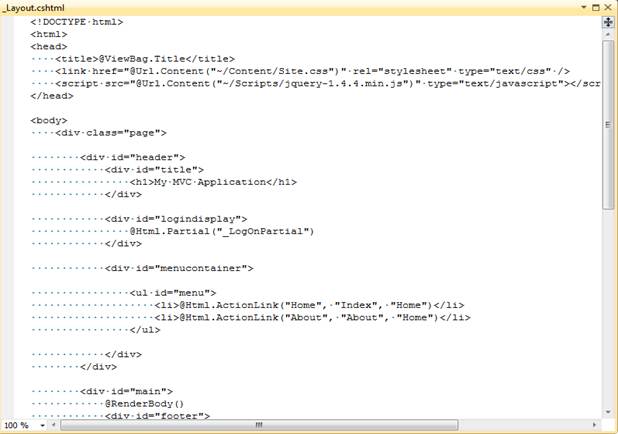 _Layout.cshtml
<!DOCTYPE html>
<html>
<head>
    <title>@ViewBag.Title</title>
    <link href="@Url.Content("~/Content/Site.css")" rel="stylesheet" type="text/css" />
    <script src="@Url.Content("~/Scripts/jquery-1.4.4.min.js")" type="text/javascript"></scr
</head>

<body>
    <div class="page">

        <div id="header">
            <div id="title">
                <h1>My MVC Application</h1>
            </div>

            <div id="logindisplay">
                @Html.Partial("_LogOnPartial")
            </div>

            <div id="menucontainer">

                <ul id="menu">
                    <li>@Html.ActionLink("Home", "Index", "Home")</li>
                    <li>@Html.ActionLink("About", "About", "Home")</li>
                </ul>

            </div>
        </div>

        <div id="main">
            @RenderBody()
            <div id="footer">
100 %